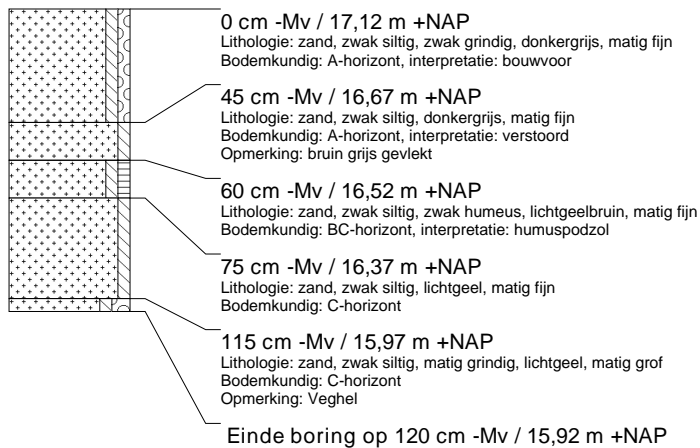 0 cm -Mv / 17,12 m +NAP
Lithologie: zand, zwak siltig, zwak grindig, donkergrijs, matig fijn
Bodemkundig: A-horizont, interpretatie: bouwvoor
45 cm -Mv / 16,67 m +NAP
Lithologie: zand, zwak siltig, donkergrijs, matig fijn
Bodemkundig: A-horizont, interpretatie: verstoord
Opmerking: bruin grijs gevlekt
60 cm -Mv / 16,52 m +NAP
Lithologie: zand, zwak siltig, zwak humeus, lichtgeelbruin, matig fijn
Bodemkundig: BC-horizont, interpretatie: humuspodzol
75 cm -Mv / 16,37 m +NAP
Lithologie: zand, zwak siltig, lichtgeel, matig fijn
Bodemkundig: C-horizont
115 cm -Mv / 15,97 m +NAP
Lithologie: zand, zwak siltig, matig grindig, lichtgeel, matig grof
Bodemkundig: C-horizont
Opmerking: Veghel
Einde boring op 120 cm -Mv / 15,92 m +NAP